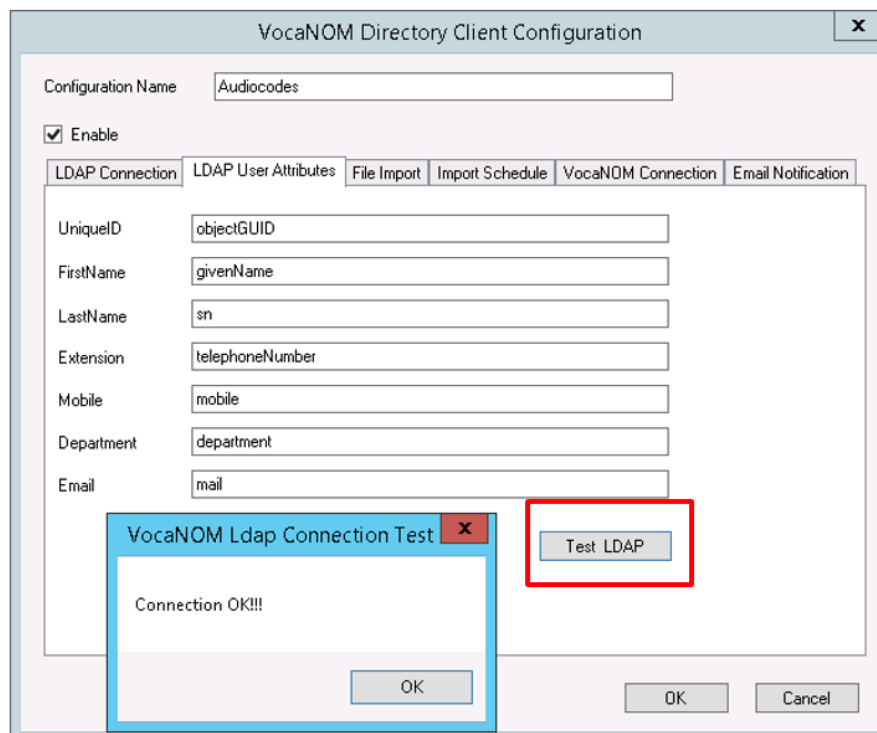 VocaNOM Directory Client Configuration
x
Configuration Name Audiocodes
Enable
LDAP Connection LDAP User Attributes File Import Import Schedule VocaNOM Connection Email Notification
UniqueID objectGUID
FirstName givenName
LastName sn
Extension telephoneNumber
Mobile mobile
Department department
Email mail
Test LDAP
VocaNOM Ldap Connection Test x
Connection OK!!!
OK
OK Cancel